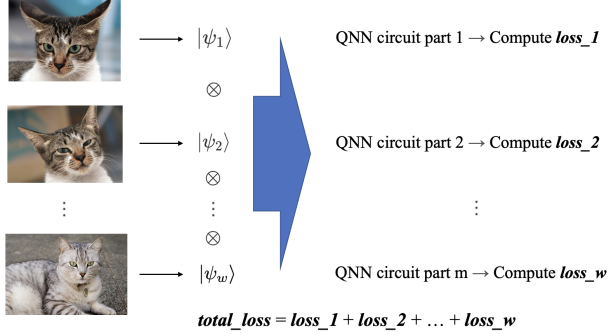 |ψ₁⟩ QNN circuit part 1 → Compute loss_1
⊗
|ψ₂⟩ QNN circuit part 2 → Compute loss_2
⊗
⋮ ⋮ ⋮
⊗
|ψ_w⟩ QNN circuit part m → Compute loss_w
total_loss = loss_1 + loss_2 + … + loss_w